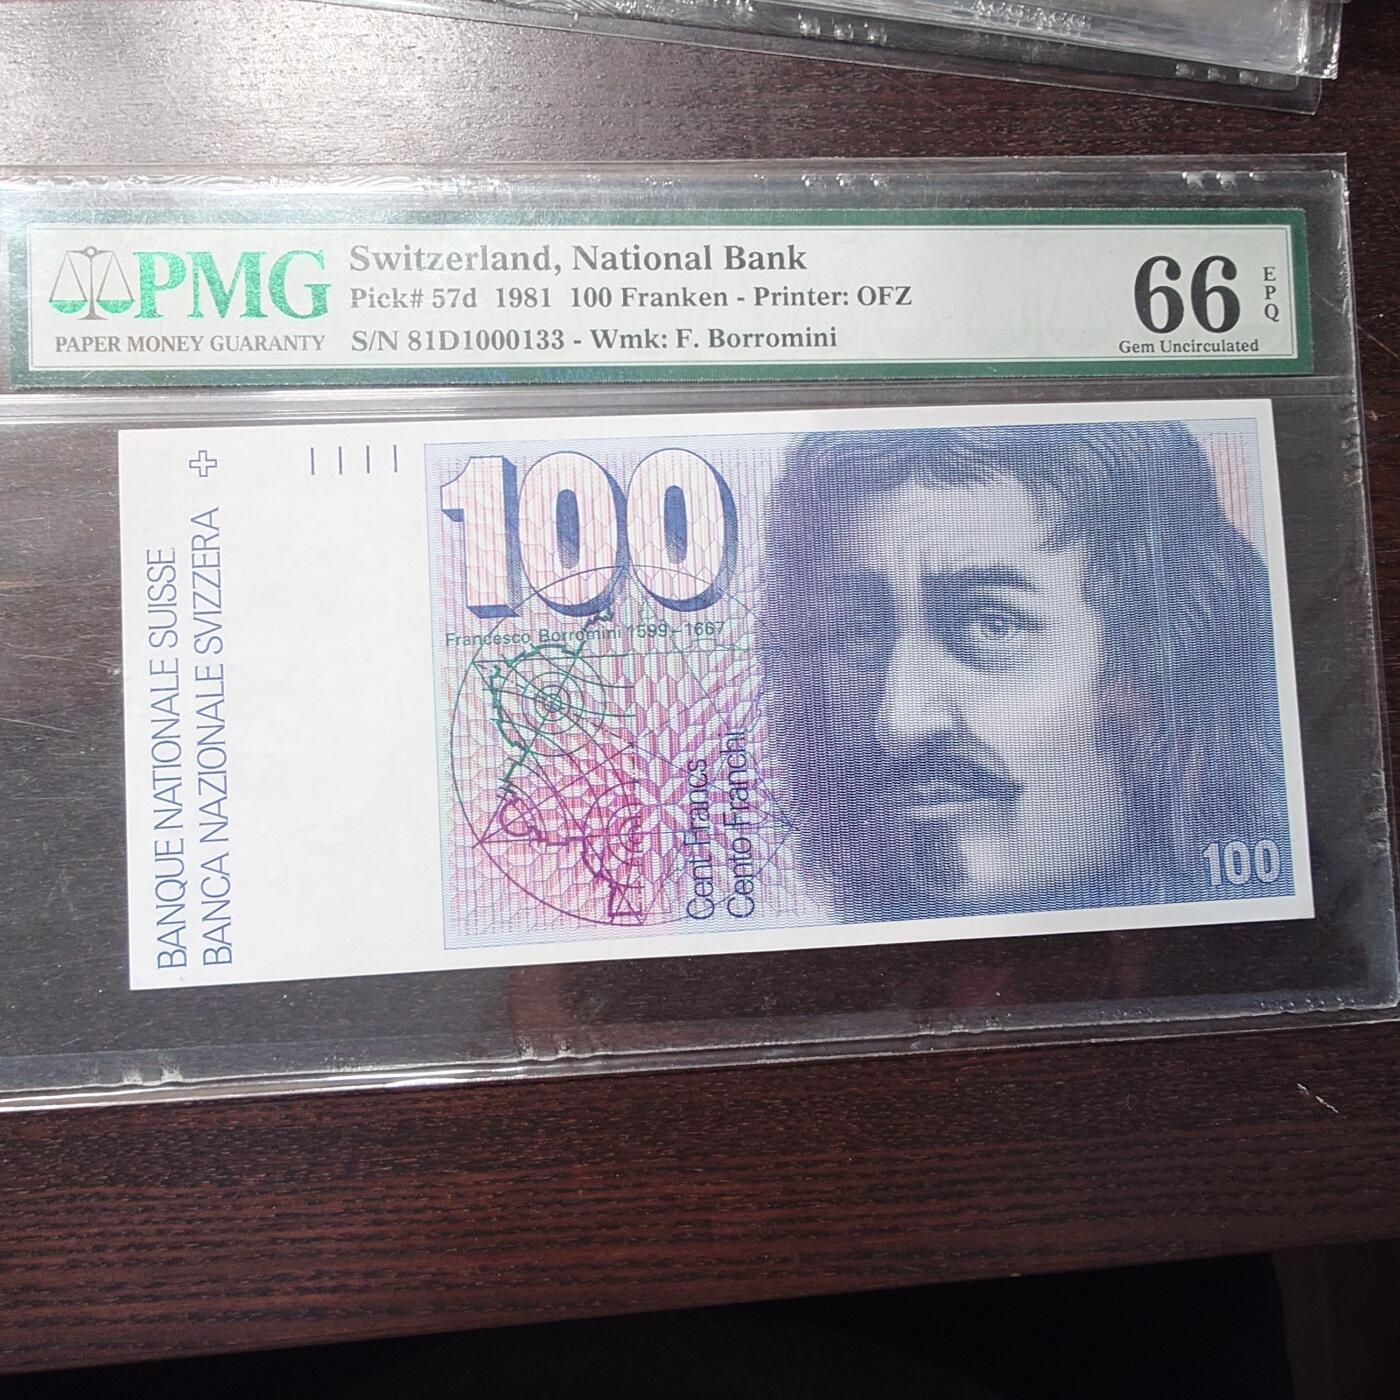 PMG
PAPER MONEY GUARANTY
Switzerland, National Bank
Pick# 57d 1981 100 Franken - Printer: OFZ
S/N 81D1000133 - Wmk: F. Borromini
66
EPQ
Gem Uncirculated
BANQUE NATIONALE SUISSE
BANCA NAZIONALE SVIZZERA
100
Francesco Borromini 1599-1667
Cent Francs
Cento Franchi
100